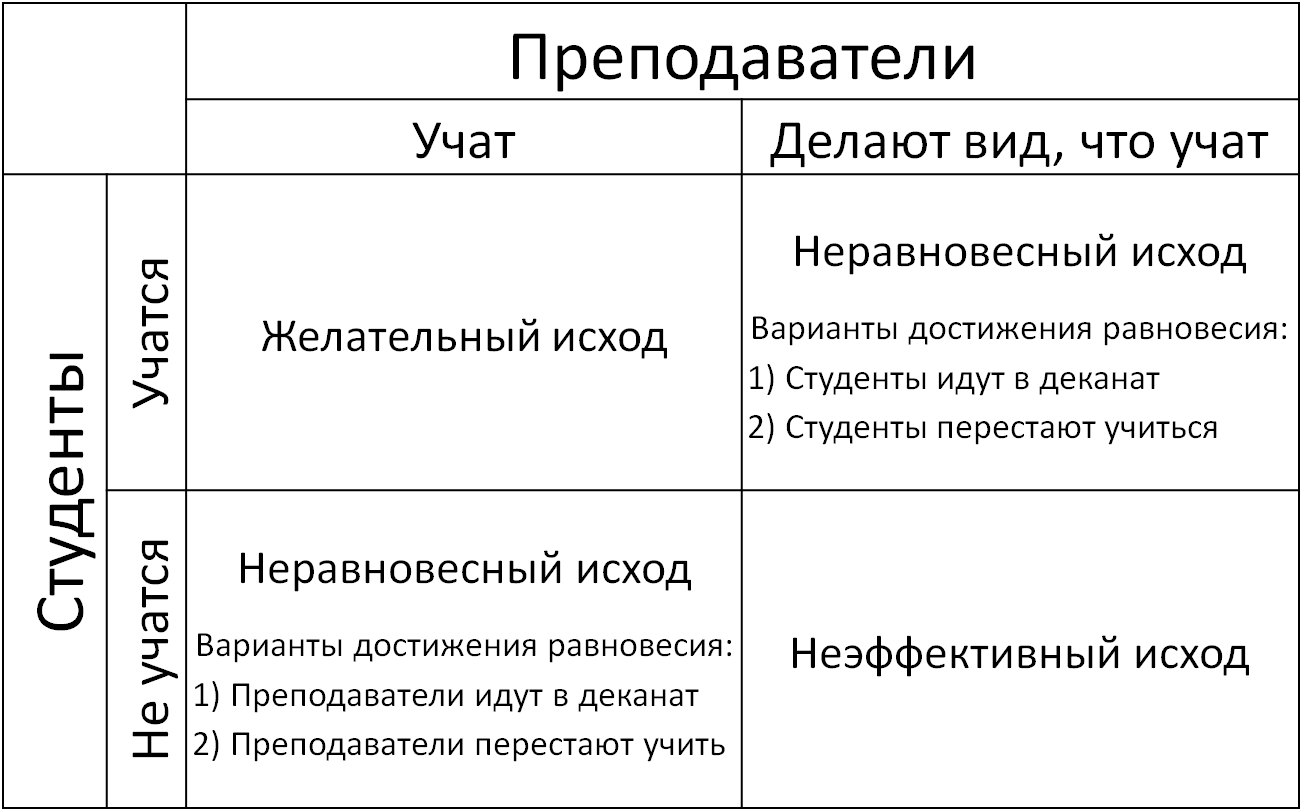 Преподаватели
Учат
Делают вид, что учат
Студенты
Учатся
Желательный исход
Неравновесный исход
Варианты достижения равновесия:
1) Студенты идут в деканат
2) Студенты перестают учиться
Не учатся
Неравновесный исход
Варианты достижения равновесия:
1) Преподаватели идут в деканат
2) Преподаватели перестают учить
Неэффективный исход